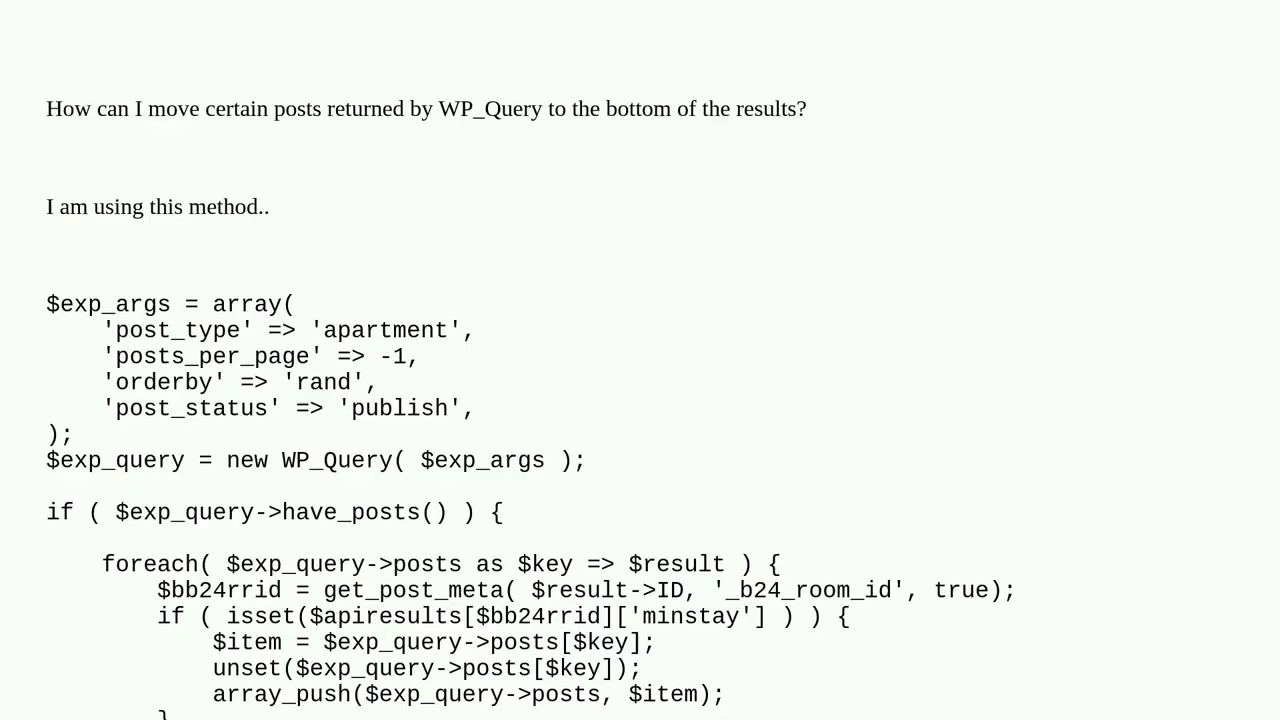 How can I move certain posts returned by WP_Query to the bottom of the results?
I am using this method..
$exp_args = array(
    'post_type' => 'apartment',
    'posts_per_page' => -1,
    'orderby' => 'rand',
    'post_status' => 'publish',
);
$exp_query = new WP_Query( $exp_args );
if ( $exp_query->have_posts() ) {
    foreach( $exp_query->posts as $key => $result ) {
        $bb24rrid = get_post_meta( $result->ID, '_b24_room_id', true);
        if ( isset($apiresults[$bb24rrid]['minstay'] ) ) {
            $item = $exp_query->posts[$key];
            unset($exp_query->posts[$key]);
            array_push($exp_query->posts, $item);
        }